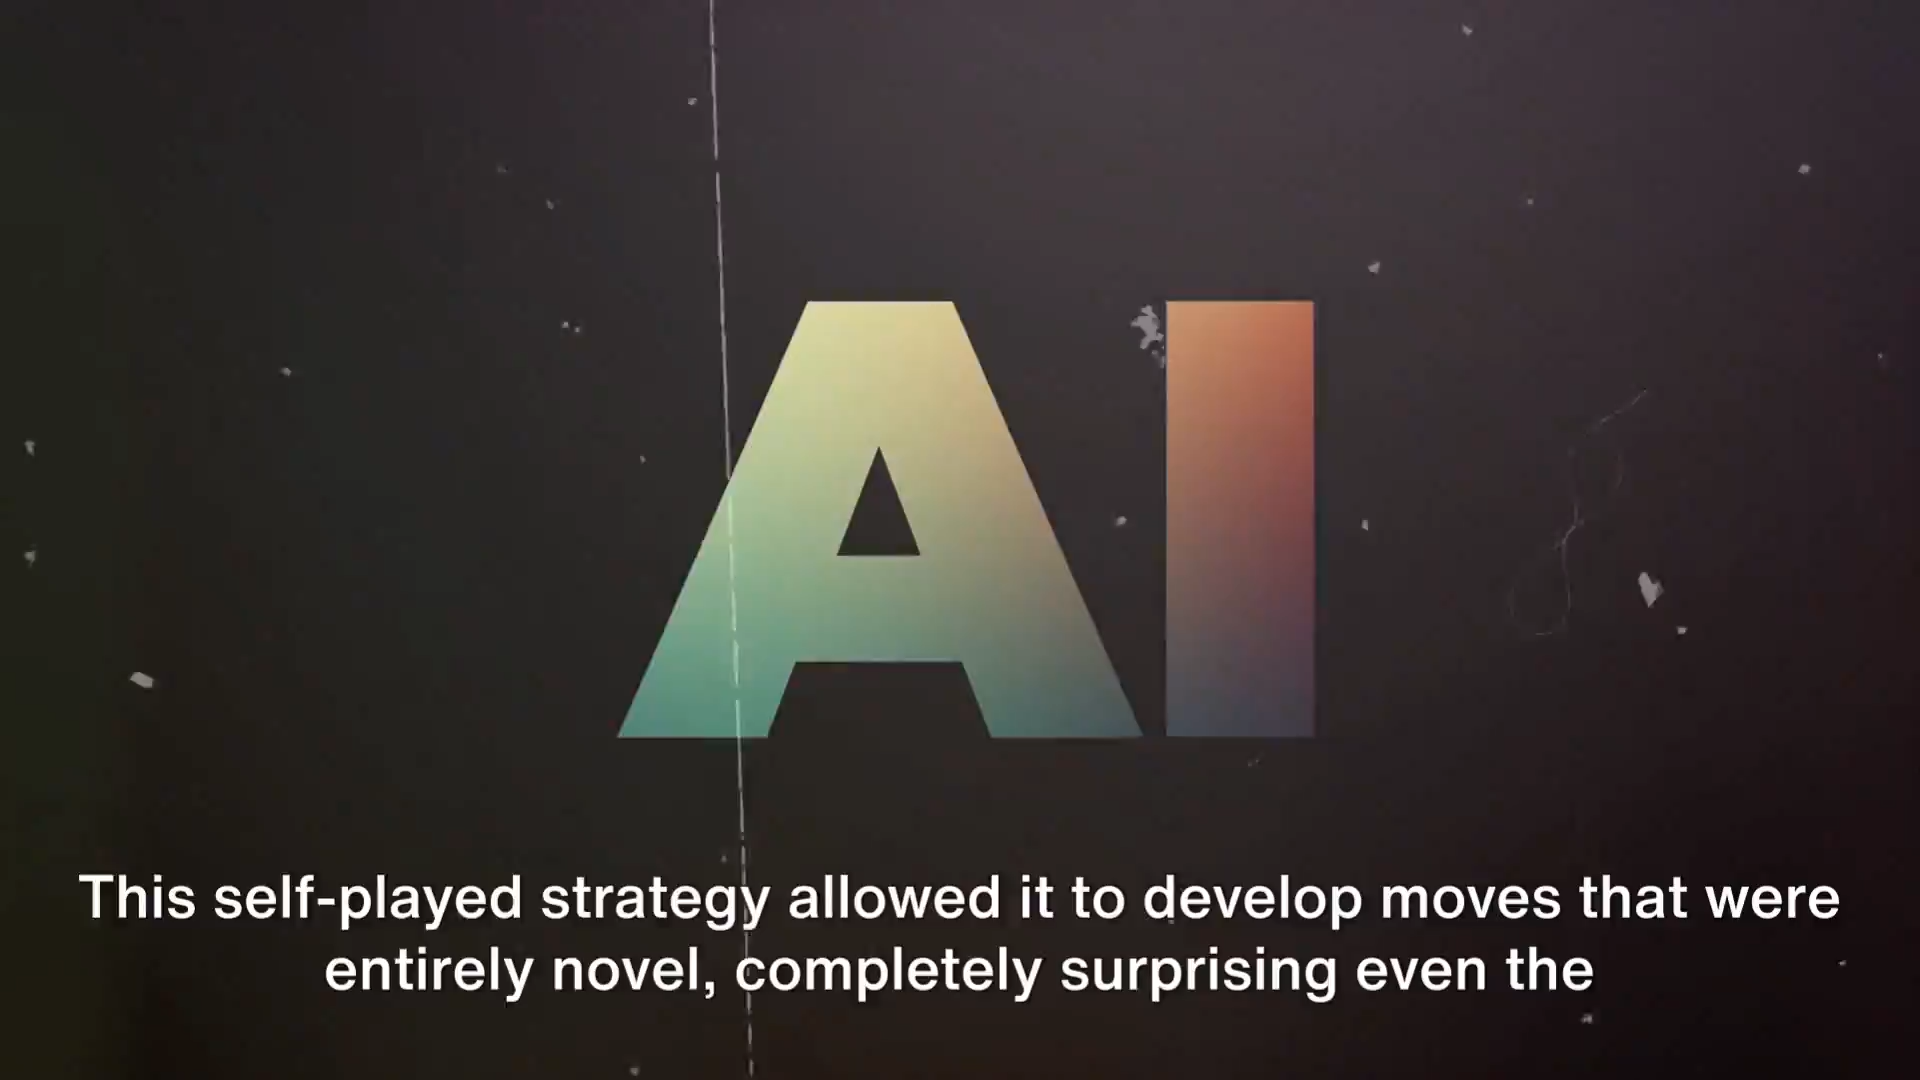 AI
This self-played strategy allowed it to develop moves that were
entirely novel, completely surprising even the